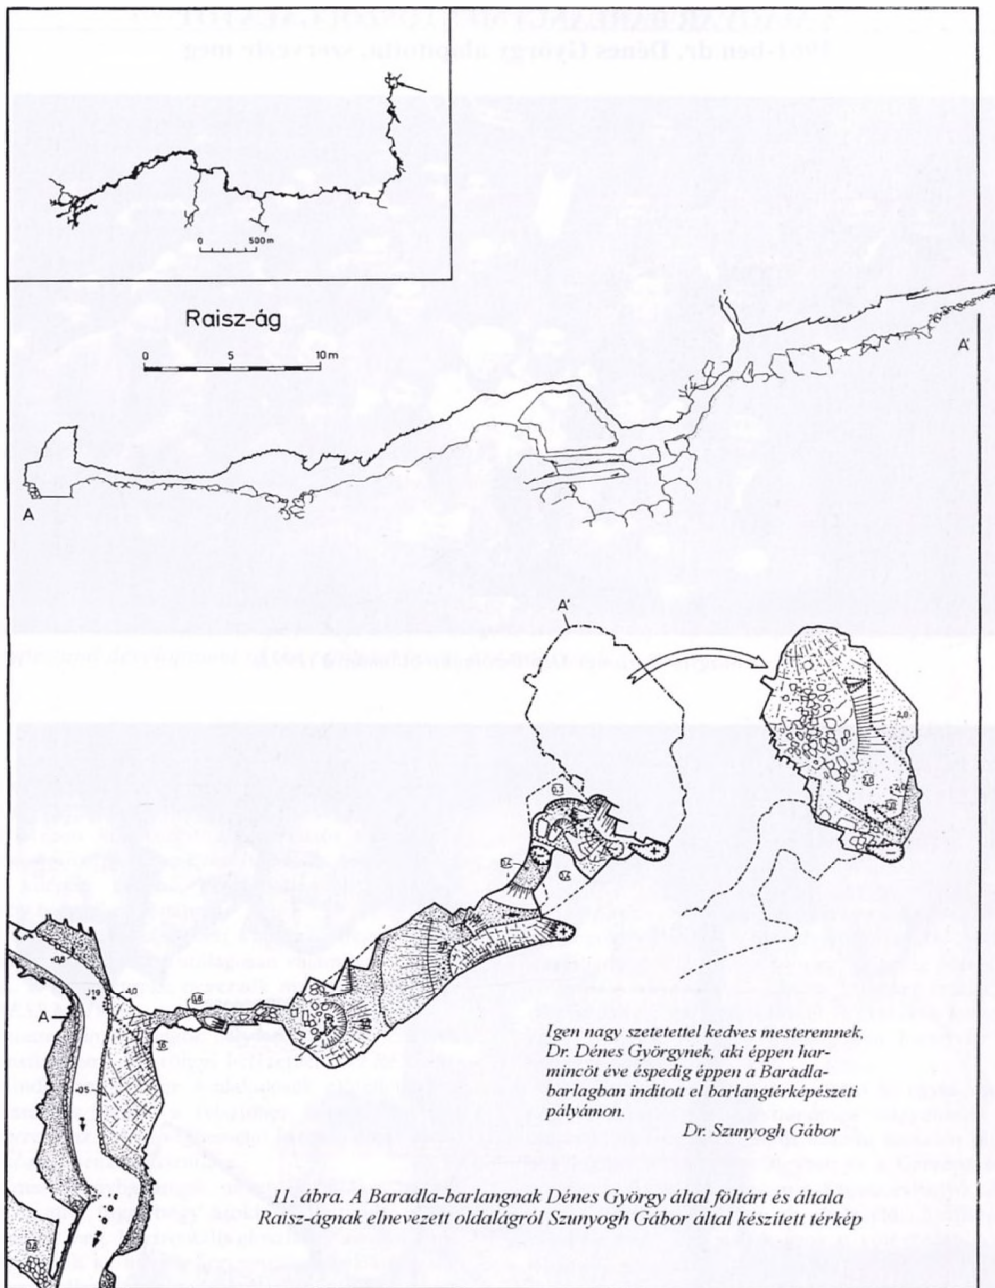 0 500 m
Raisz-ág
0 5 10 m
A
A'
A'
A
Igen nagy szetetettel kedves mesteremnek,
Dr. Dénes Györgynek, aki éppen har-
mincöt éve éspedig éppen a Baradla-
barlagban indított el barlangtérképészeti
pályámon.
Dr. Szunyogh Gábor
11. ábra. A Baradla-barlangnak Dénes György által föltárt és általa
Raisz-ágnak elnevezett oldalágról Szunyogh Gábor által készített térkép